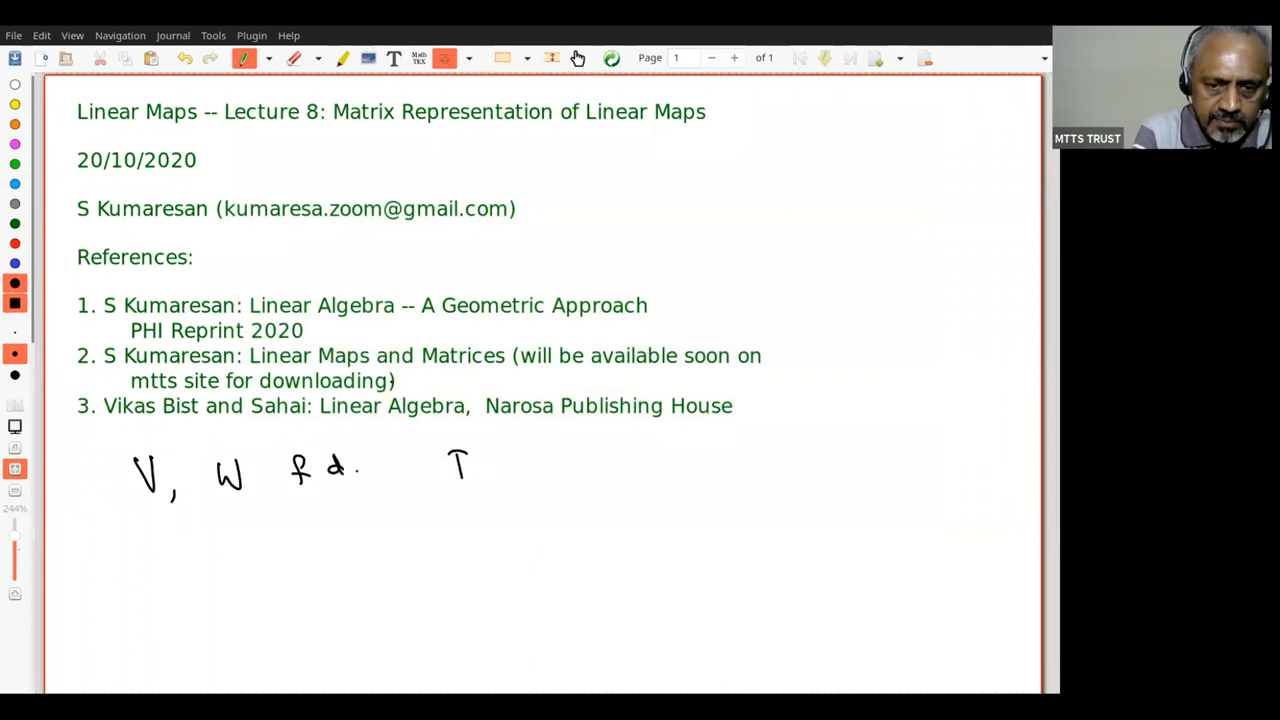 File Edit View Navigation Journal Tools Plugin Help
T Math TEX Page 1 of 1
MTTS TRUST
Linear Maps -- Lecture 8: Matrix Representation of Linear Maps
20/10/2020
S Kumaresan (kumaresa.zoom@gmail.com)
References:
1. S Kumaresan: Linear Algebra -- A Geometric Approach
PHI Reprint 2020
2. S Kumaresan: Linear Maps and Matrices (will be available soon on
mtts site for downloading)
3. Vikas Bist and Sahai: Linear Algebra, Narosa Publishing House
V, W f d. T
244%